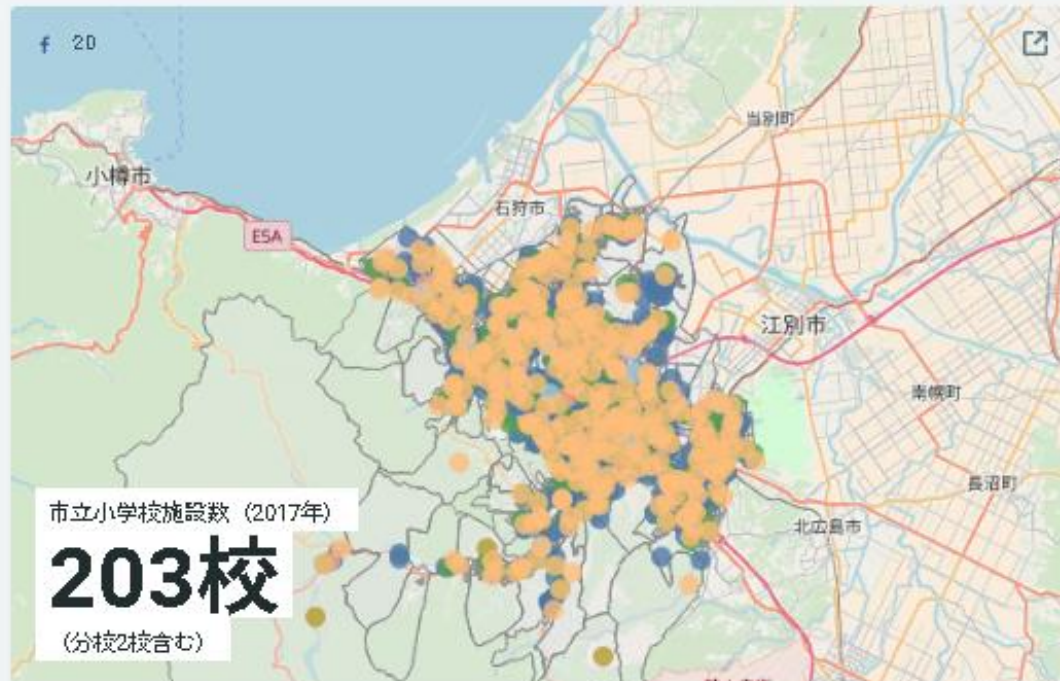 f 2D
当別町
小樽市
石狩市
E5A
江別市
南幌町
長沼町
北広島市
市立小学校施設数（2017年）
203校
（分校2校含む）